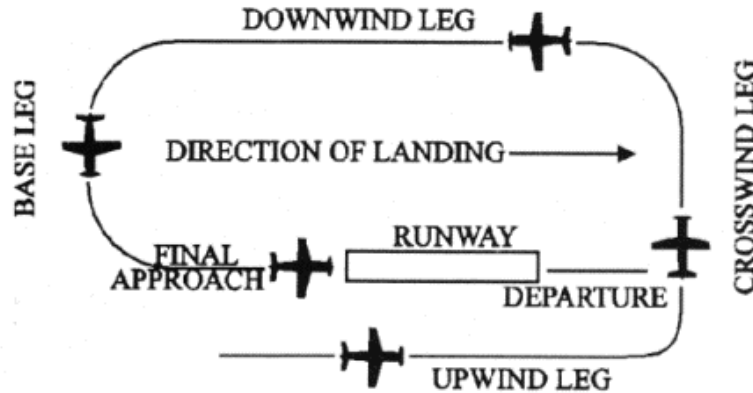 DOWNWIND LEG
BASE LEG
CROSSWIND LEG
DIRECTION OF LANDING
RUNWAY
FINAL
APPROACH
DEPARTURE
UPWIND LEG